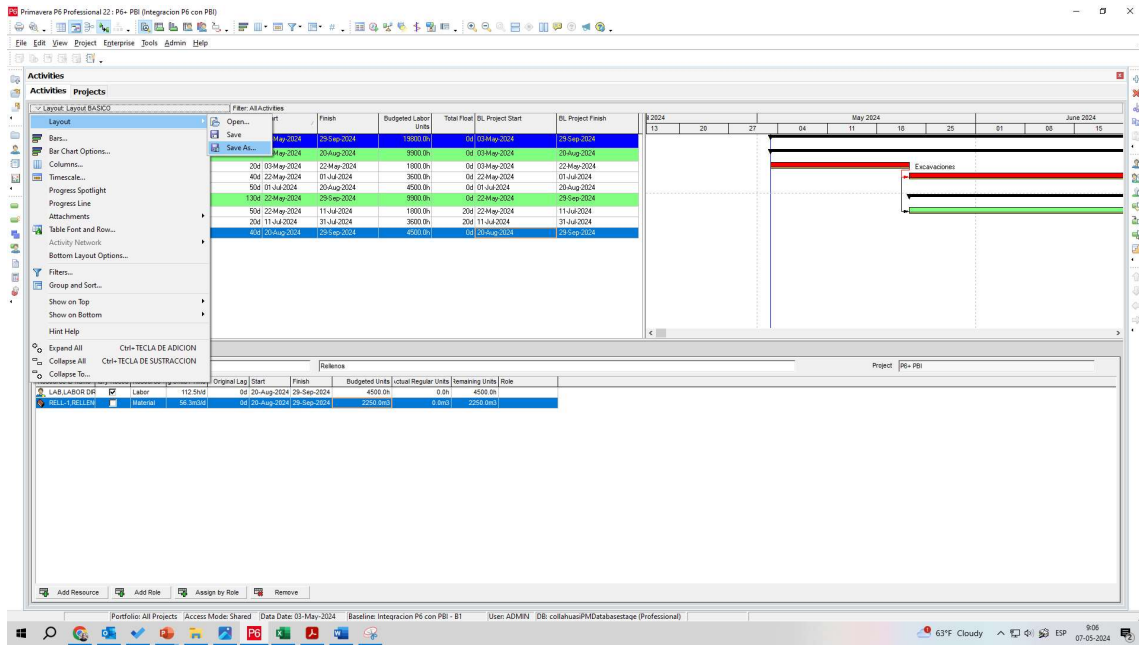 Primavera P6 Professional 22 : P6+ PBI (Integracion P6 con PBI)
File Edit View Project Enterprise Tools Admin Help
Activities
Activities Projects
Layout: Layout BASICO Filter: All Activities
Layout
Open...
Save
Save As...
Bars...
Bar Chart Options...
Columns...
Timescale...
Progress Spotlight
Progress Line
Attachments
Table Font and Row...
Activity Network
Bottom Layout Options...
Filters...
Group and Sort...
Show on Top
Show on Bottom
Hint Help
Expand All Ctrl+TECLA DE ADICION
Collapse All Ctrl+TECLA DE SUSTRACCION
Collapse To...
Finish Budgeted Labor Units Total Float BL Project Start BL Project Finish
May-2024 29-Sep-2024 19800.0h 0d 03-May-2024 29-Sep-2024
May-2024 20-Aug-2024 9900.0h 0d 03-May-2024 20-Aug-2024
20d 03-May-2024 22-May-2024 1800.0h 0d 03-May-2024 22-May-2024
40d 22-May-2024 01-Jul-2024 3600.0h 0d 22-May-2024 01-Jul-2024
50d 01-Jul-2024 20-Aug-2024 4500.0h 0d 01-Jul-2024 20-Aug-2024
130d 22-May-2024 29-Sep-2024 9900.0h 0d 22-May-2024 29-Sep-2024
50d 22-May-2024 11-Jul-2024 1800.0h 20d 22-May-2024 11-Jul-2024
20d 11-Jul-2024 31-Jul-2024 3600.0h 20d 11-Jul-2024 31-Jul-2024
40d 20-Aug-2024 29-Sep-2024 4500.0h 0d 20-Aug-2024 29-Sep-2024
2024 May 2024 June 2024
13 20 27 04 11 18 25 01 08 15
Excavaciones
Rellenos Project P6+ PBI
Original Lag Start Finish Budgeted Units Actual Regular Units Remaining Units Role
LAB.LABOR DIR Labor 112.5h/d 0d 20-Aug-2024 29-Sep-2024 4500.0h 0.0h 4500.0h
RELL-1.RELLEN Material 56.3m3/d 0d 20-Aug-2024 29-Sep-2024 2250.0m3 0.0m3 2250.0m3
Add Resource Add Role Assign by Role Remove
Portfolio: All Projects Access Mode: Shared Data Date: 03-May-2024 Baseline: Integracion P6 con PBI - B1 User: ADMIN DB: collahuasiPMDatabasestage (Professional)
63°F Cloudy ESP 9:06
07-05-2024